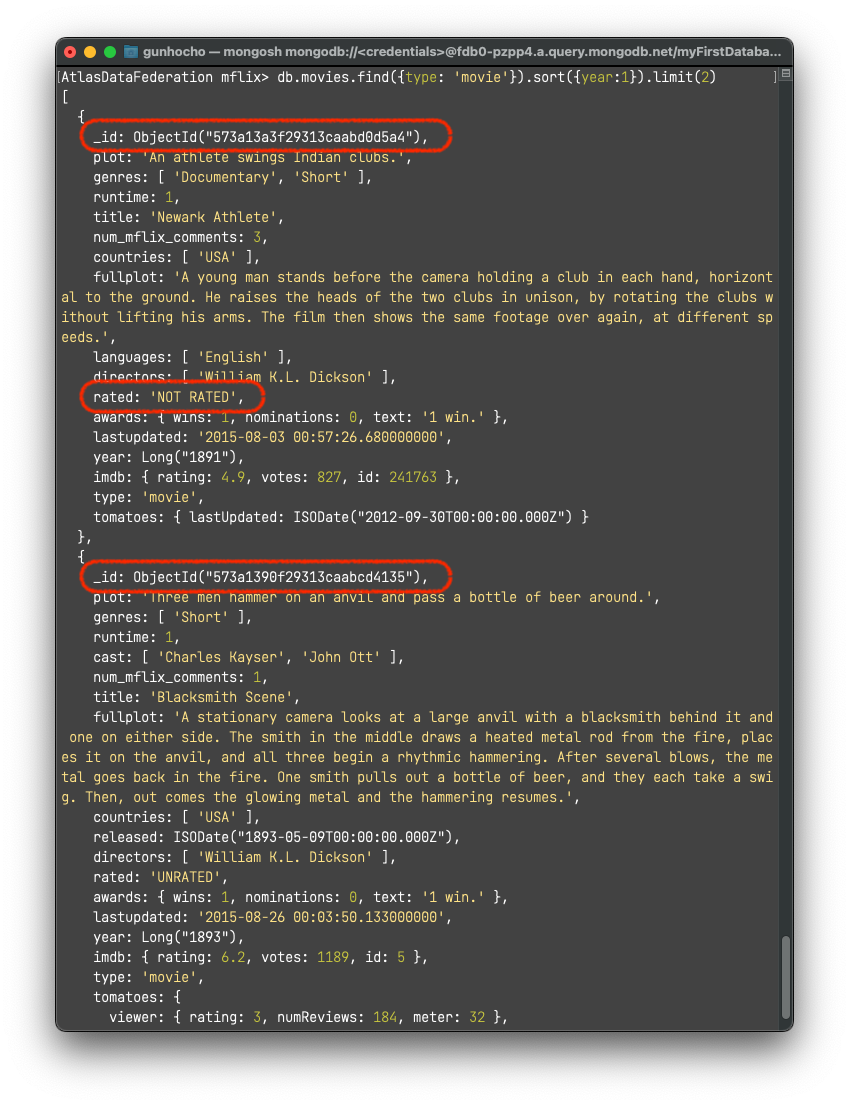 gunhocho — mongosh mongodb://<credentials>@fdb0-pzpp4.a.query.mongodb.net/myFirstDataba...
[AtlasDataFederation mflix> db.movies.find({type: 'movie'}).sort({year:1}).limit(2) ]
[
  {
    _id: ObjectId("573a13a3f29313caabd0d5a4"),
    plot: 'An athlete swings Indian clubs.',
    genres: [ 'Documentary', 'Short' ],
    runtime: 1,
    title: 'Newark Athlete',
    num_mflix_comments: 3,
    countries: [ 'USA' ],
    fullplot: 'A young man stands before the camera holding a club in each hand, horizont
al to the ground. He raises the heads of the two clubs in unison, by rotating the clubs w
ithout lifting his arms. The film then shows the same footage over again, at different sp
eeds.',
    languages: [ 'English' ],
    directors: [ 'William K.L. Dickson' ],
    rated: 'NOT RATED',
    awards: { wins: 1, nominations: 0, text: '1 win.' },
    lastupdated: '2015-08-03 00:57:26.680000000',
    year: Long("1891"),
    imdb: { rating: 4.9, votes: 827, id: 241763 },
    type: 'movie',
    tomatoes: { lastUpdated: ISODate("2012-09-30T00:00:00.000Z") }
  },
  {
    _id: ObjectId("573a1390f29313caabcd4135"),
    plot: 'Three men hammer on an anvil and pass a bottle of beer around.',
    genres: [ 'Short' ],
    runtime: 1,
    cast: [ 'Charles Kayser', 'John Ott' ],
    num_mflix_comments: 1,
    title: 'Blacksmith Scene',
    fullplot: 'A stationary camera looks at a large anvil with a blacksmith behind it and
 one on either side. The smith in the middle draws a heated metal rod from the fire, plac
es it on the anvil, and all three begin a rhythmic hammering. After several blows, the me
tal goes back in the fire. One smith pulls out a bottle of beer, and they each take a swi
g. Then, out comes the glowing metal and the hammering resumes.',
    countries: [ 'USA' ],
    released: ISODate("1893-05-09T00:00:00.000Z"),
    directors: [ 'William K.L. Dickson' ],
    rated: 'UNRATED',
    awards: { wins: 1, nominations: 0, text: '1 win.' },
    lastupdated: '2015-08-26 00:03:50.133000000',
    year: Long("1893"),
    imdb: { rating: 6.2, votes: 1189, id: 5 },
    type: 'movie',
    tomatoes: {
      viewer: { rating: 3, numReviews: 184, meter: 32 },